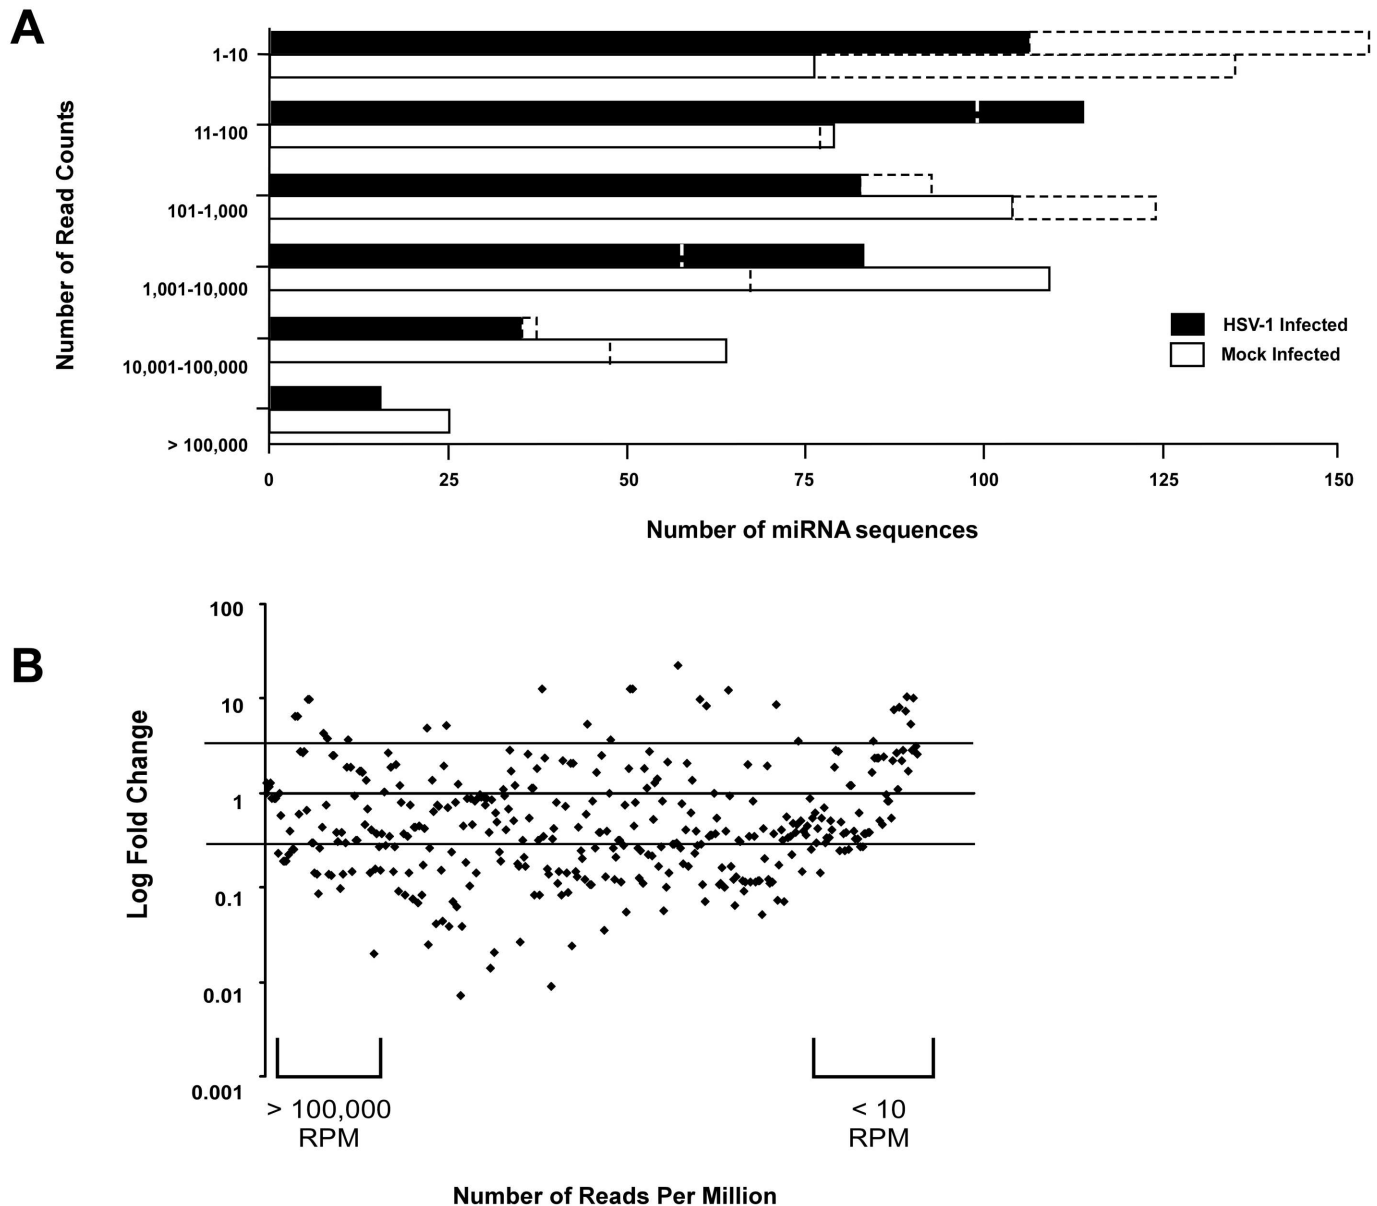 A
Number of Read Counts
1-10
11-100
101-1,000
1,001-10,000
10,001-100,000
> 100,000
HSV-1 Infected
Mock Infected
0 25 50 75 100 125 150
Number of miRNA sequences
B
Log Fold Change
100
10
1
0.1
0.01
0.001
> 100,000
RPM
< 10
RPM
Number of Reads Per Million